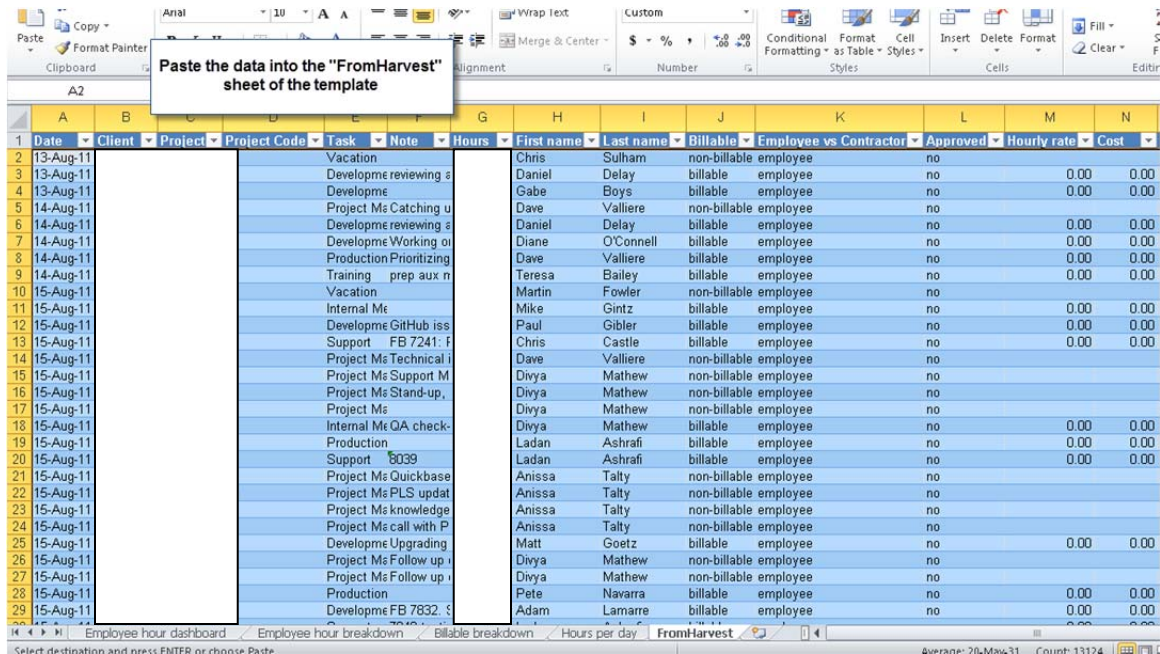 Arial 10 A A Wrap Text Custom
Copy Fill
Paste Format Painter Merge & Center $ % , Conditional Format Cell Insert Delete Format Clear
Formatting as Table Styles
Clipboard Alignment Number Styles Cells
Paste the data into the "FromHarvest"
sheet of the template
A2
A B C D E F G H I J K L M N
1 Date Client Project Project Code Task Note Hours First name Last name Billable Employee vs Contractor Approved Hourly rate Cost
2 13-Aug-11 Vacation Chris Sulham non-billable employee no
3 13-Aug-11 Developme reviewing a Daniel Delay billable employee no 0.00 0.00
4 13-Aug-11 Developme Gabe Boys billable employee no 0.00 0.00
5 14-Aug-11 Project Ma Catching u Dave Valliere non-billable employee no
6 14-Aug-11 Developme reviewing a Daniel Delay billable employee no 0.00 0.00
7 14-Aug-11 Developme Working on Diane O'Connell billable employee no 0.00 0.00
8 14-Aug-11 Production Prioritizing Dave Valliere billable employee no 0.00 0.00
9 14-Aug-11 Training prep aux m Teresa Bailey billable employee no 0.00 0.00
10 15-Aug-11 Vacation Martin Fowler non-billable employee no
11 15-Aug-11 Internal Me Mike Gintz billable employee no 0.00 0.00
12 15-Aug-11 Developme GitHub iss Paul Gibler billable employee no 0.00 0.00
13 15-Aug-11 Support FB 7241: F Chris Castle billable employee no 0.00 0.00
14 15-Aug-11 Project Ma Technical i Dave Valliere non-billable employee no
15 15-Aug-11 Project Ma Support M Divya Mathew non-billable employee no
16 15-Aug-11 Project Ma Stand-up, Divya Mathew non-billable employee no
17 15-Aug-11 Project Ma Divya Mathew non-billable employee no
18 15-Aug-11 Internal Me QA check- Divya Mathew billable employee no 0.00 0.00
19 15-Aug-11 Production Ladan Ashrafi billable employee no 0.00 0.00
20 15-Aug-11 Support 8039 Ladan Ashrafi billable employee no 0.00 0.00
21 15-Aug-11 Project Ma Quickbase Anissa Talty non-billable employee no
22 15-Aug-11 Project Ma PLS updat Anissa Talty non-billable employee no
23 15-Aug-11 Project Ma knowledge Anissa Talty non-billable employee no
24 15-Aug-11 Project Ma call with P Anissa Talty non-billable employee no
25 15-Aug-11 Developme Upgrading Matt Goetz billable employee no 0.00 0.00
26 15-Aug-11 Project Ma Follow up Divya Mathew non-billable employee no
27 15-Aug-11 Project Ma Follow up Divya Mathew non-billable employee no
28 15-Aug-11 Production Pete Navarra billable employee no 0.00 0.00
29 15-Aug-11 Developme FB 7832. S Adam Lamarre billable employee no 0.00 0.00
Employee hour dashboard Employee hour breakdown Billable breakdown Hours per day FromHarvest
Select destination and press ENTER or choose Paste Average: 20-May-31 Count: 13124